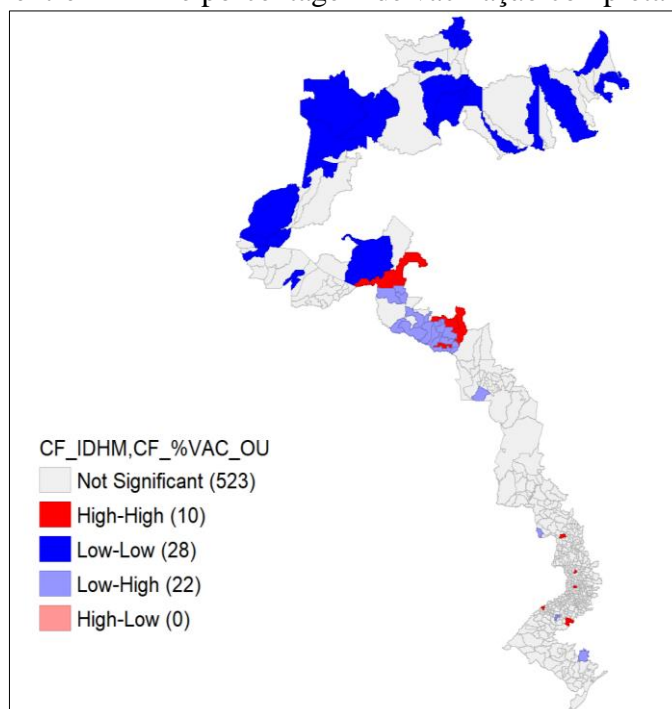 CF_IDHM,CF_%VAC_OU
Not Significant (523)
High-High (10)
Low-Low (28)
Low-High (22)
High-Low (0)